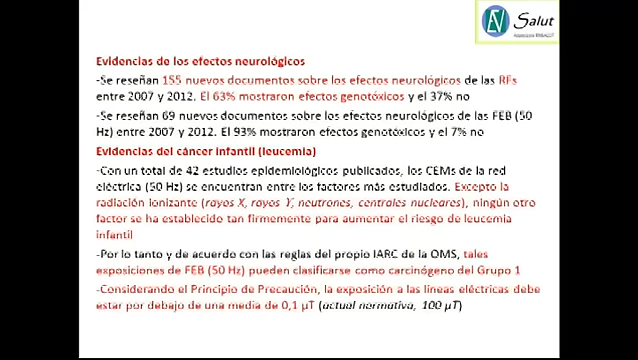 Salut
Asociación ENSALUT
Evidencias de los efectos neurológicos
-Se reseñan 155 nuevos documentos sobre los efectos neurológicos de las RFs
entre 2007 y 2012. El 63% mostraron efectos genotóxicos y el 37% no
-Se reseñan 69 nuevos documentos sobre los efectos neurológicos de las FEB (50
Hz) entre 2007 y 2012. El 93% mostraron efectos genotóxicos y el 7% no
Evidencias del cáncer infantil (leucemia)
-Con un total de 42 estudios epidemiológicos publicados, los CEMs de la red
eléctrica (50 Hz) se encuentran entre los factores más estudiados. Excepto la
radiación ionizante (rayos X, rayos Y, neutrones, centrales nucleares), ningún otro
factor se ha establecido tan firmemente para aumentar el riesgo de leucemia
infantil
-Por lo tanto y de acuerdo con las reglas del propio IARC de la OMS, tales
exposiciones de FEB (50 Hz) pueden clasificarse como carcinógeno del Grupo 1
-Considerando el Principio de Precaución, la exposición a las líneas eléctricas debe
estar por debajo de una media de 0,1 µT (actual normativa, 100 µT)